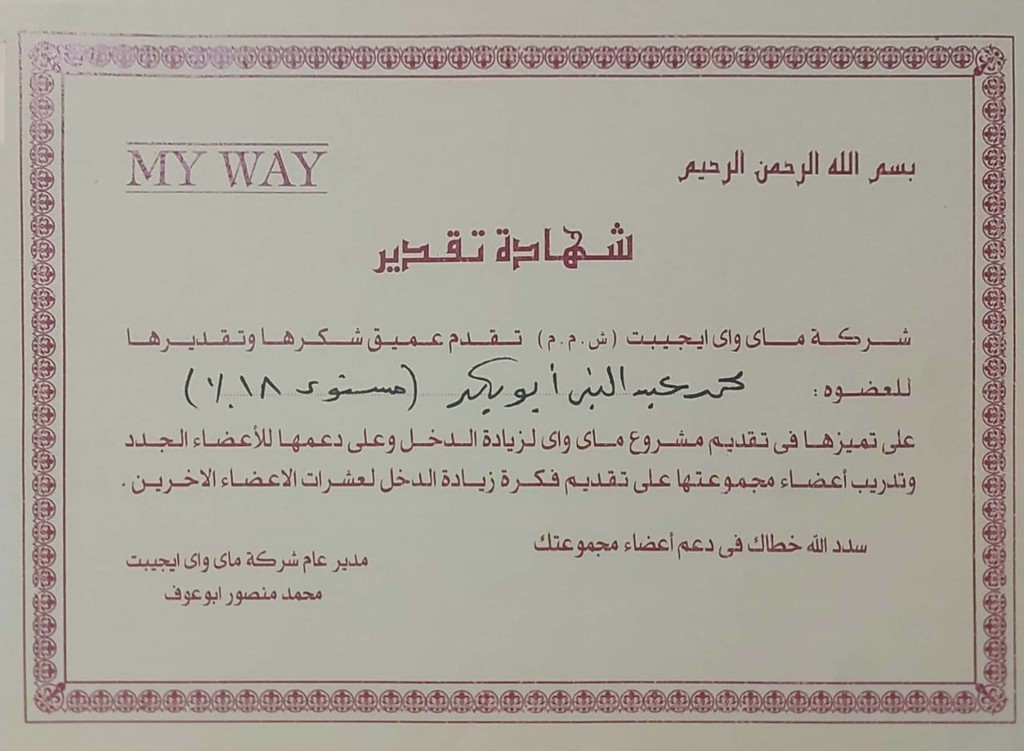 بسم الله الرحمن الرحيم
MY WAY
شهادة تقدير
شركة ماى واى ايجيبت (ش.م.م) تقدم عميق شكرها وتقديرها
للعضوه: محمد عبد النبى أبو بكر (مستوى ١٨٪)
على تميزها فى تقديم مشروع ماى واى لزيادة الدخل وعلى دعمها للأعضاء الجدد
وتدريب أعضاء مجموعتها على تقديم فكرة زيادة الدخل لعشرات الاعضاء الاخرين.
سدد الله خطاك فى دعم أعضاء مجموعتك
مدير عام شركة ماى واى ايجيبت
محمد منصور ابوعوف